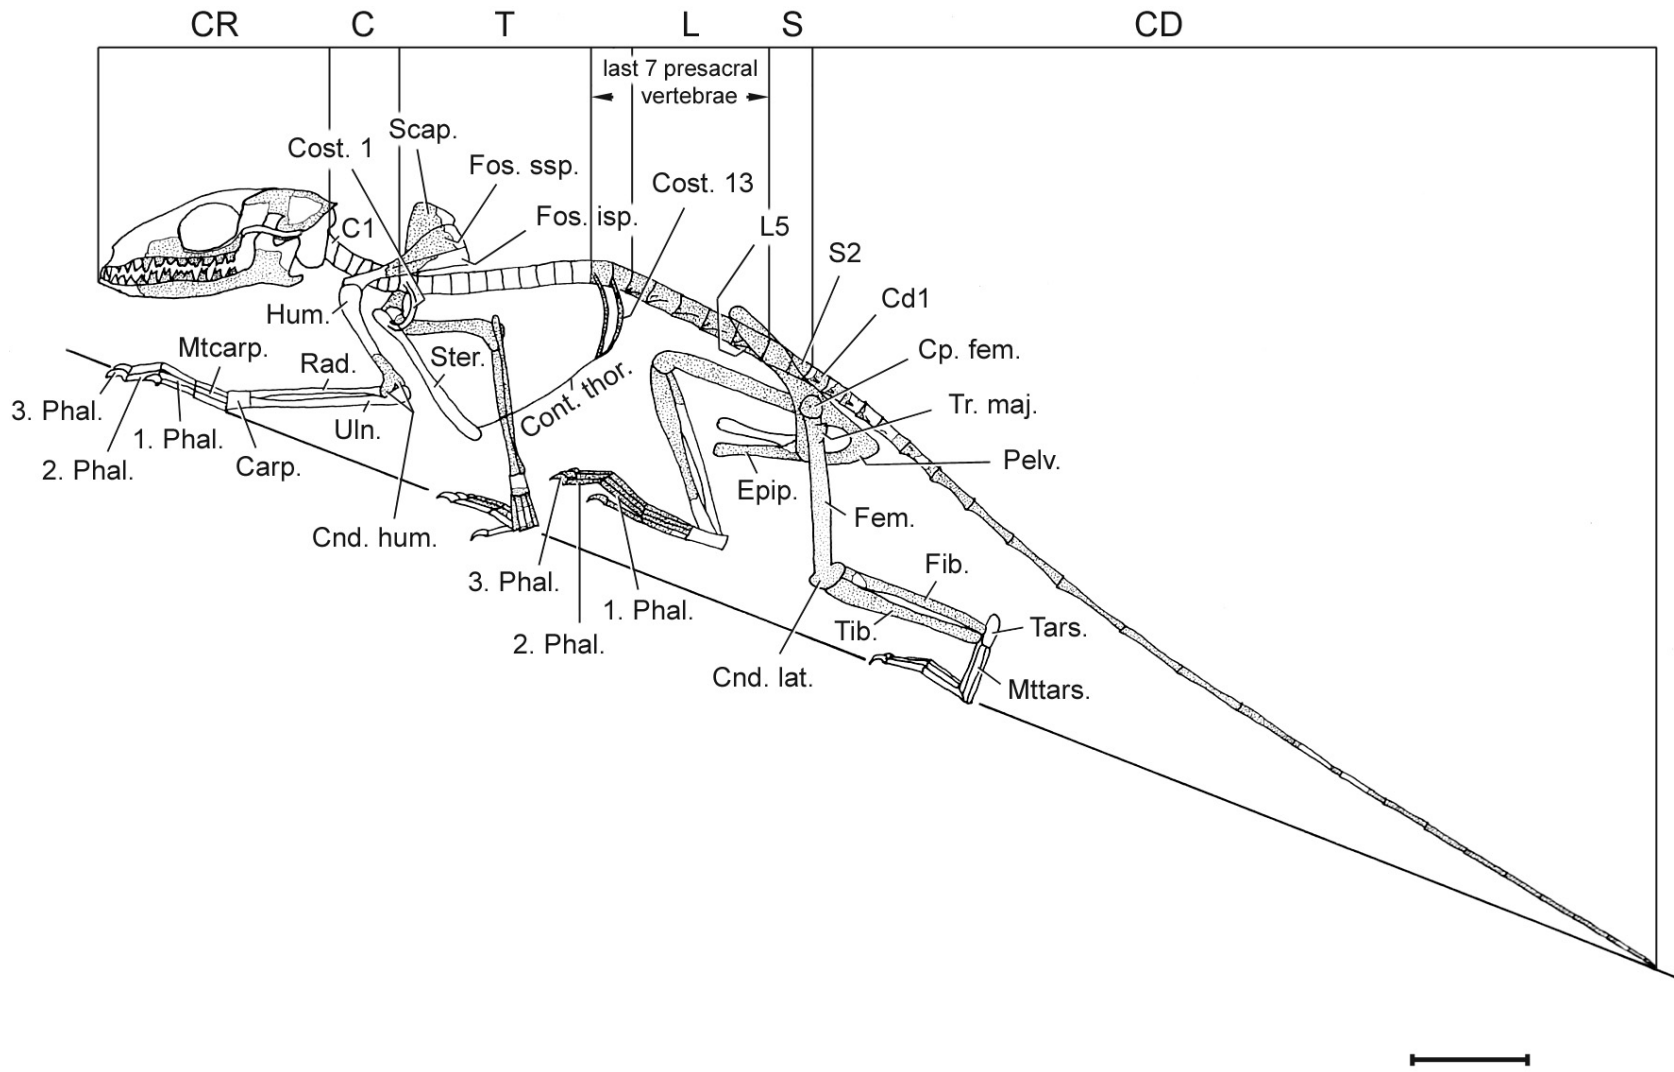 CR C T L S CD
last 7 presacral
vertebrae
Scap.
Cost. 1
Fos. ssp.
Cost. 13
Fos. isp.
C1
L5
S2
Cd1
Hum.
Mtcarp.
Rad.
Ster.
Cp. fem.
Cont. thor.
3. Phal.
1. Phal.
Uln.
Tr. maj.
2. Phal.
Carp.
Epip.
Pelv.
Cnd. hum.
Fem.
3. Phal.
1. Phal.
Fib.
2. Phal.
Tib.
Tars.
Cnd. lat.
Mttars.